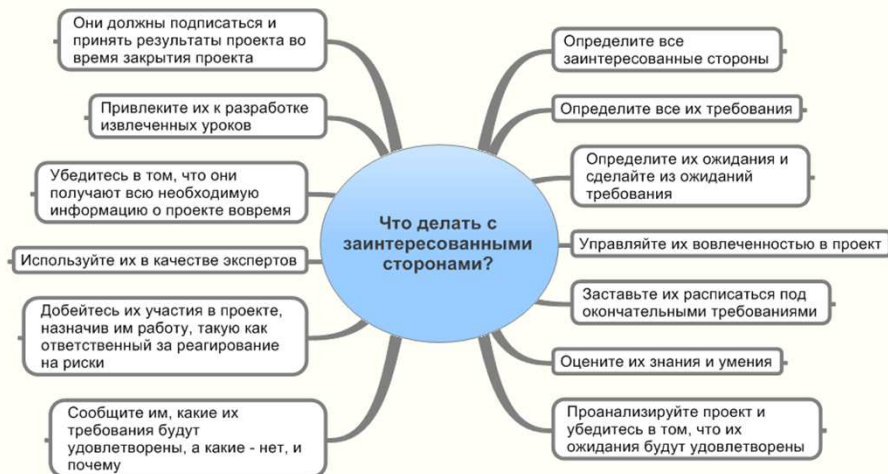 Что делать с
заинтересованными
сторонами?
Определите все
заинтересованные стороны
Определите все их требования
Определите их ожидания и
сделайте из ожиданий
требования
Управляйте их вовлеченностью в проект
Заставьте их расписаться под
окончательными требованиями
Оцените их знания и умения
Проанализируйте проект и
убедитесь в том, что их
ожидания будут удовлетворены
Сообщите им, какие их
требования будут
удовлетворены, а какие - нет, и
почему
Добейтесь их участия в проекте,
назначив им работу, такую как
ответственный за реагирование
на риски
Используйте их в качестве экспертов
Убедитесь в том, что они
получают всю необходимую
информацию о проекте вовремя
Привлеките их к разработке
извлеченных уроков
Они должны подписаться и
принять результаты проекта во
время закрытия проекта